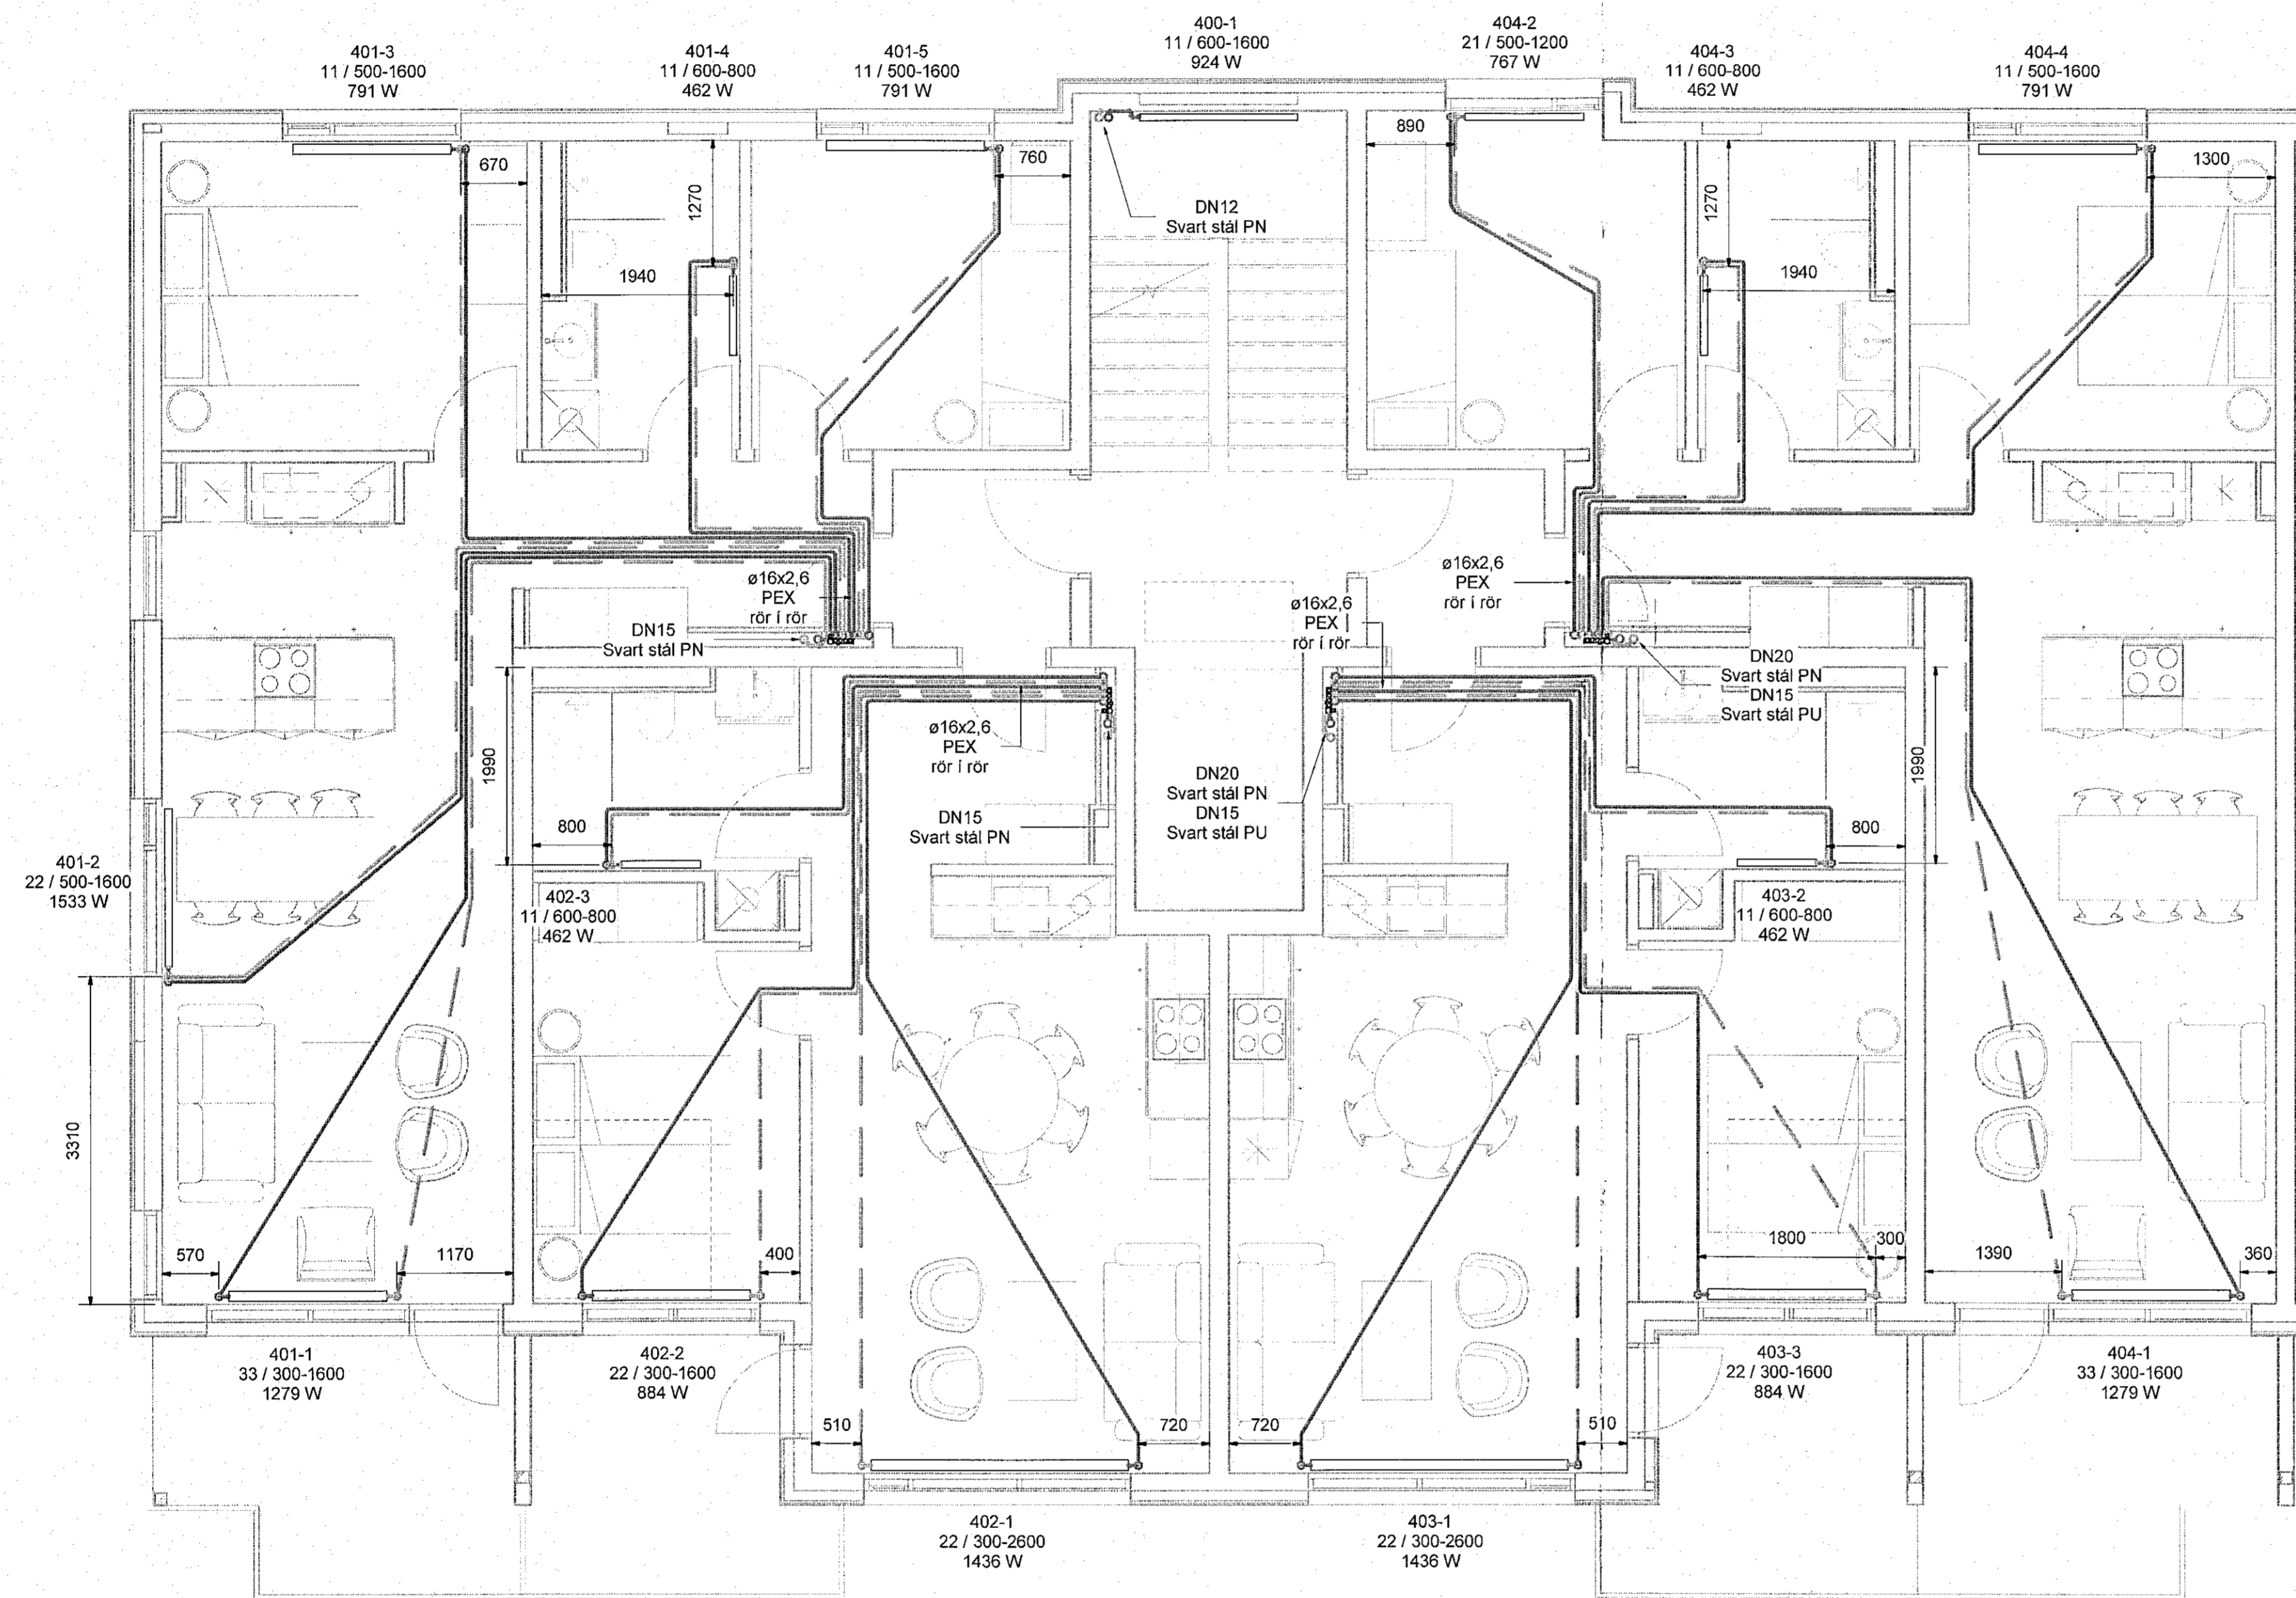 400-1
11 / 600-1600
924 W
404-2
21 / 500-1200
767 W
401-3
11 / 500-1600
791 W
401-4
11 / 600-800
462 W
401-5
11 / 500-1600
791 W
404-3
11 / 600-800
462 W
404-4
11 / 500-1600
791 W
670
760
890
1300
1270
1270
1940
1940
DN12
Svart stál PN
ø16x2,6
PEX
rör í rör
DN15
Svart stál PN
ø16x2,6
PEX
rör í rör
ø16x2,6
PEX
rör í rör
DN20
Svart stál PN
DN15
Svart stál PU
ø16x2,6
PEX
rör í rör
DN15
Svart stál PN
DN20
Svart stál PN
DN15
Svart stál PU
1990
1990
800
800
401-2
22 / 500-1600
1533 W
402-3
11 / 600-800
462 W
403-2
11 / 600-800
462 W
3310
570
1170
400
1800
300
1390
360
401-1
33 / 300-1600
1279 W
402-2
22 / 300-1600
884 W
403-3
22 / 300-1600
884 W
404-1
33 / 300-1600
1279 W
510
720
720
510
402-1
22 / 300-2600
1436 W
403-1
22 / 300-2600
1436 W